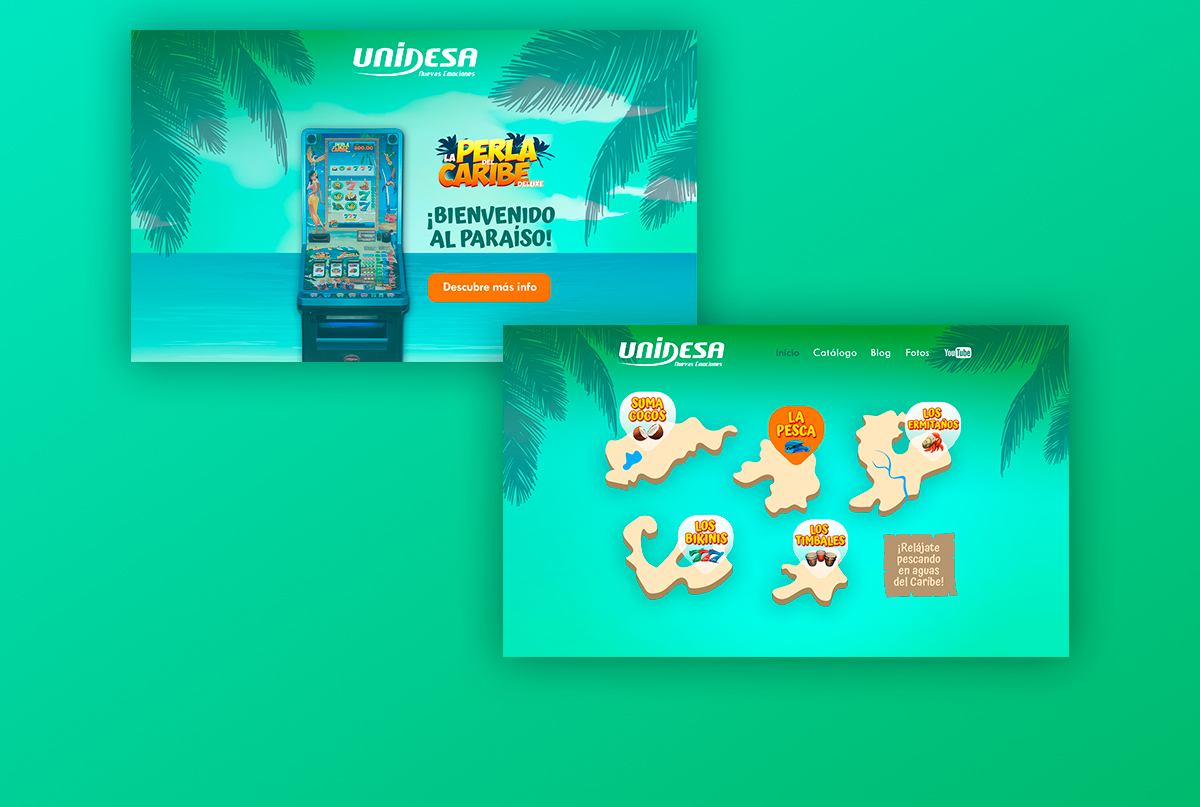 UNIDESA
Nuevas Emociones
LA PERLA
DEL
CARIBE
DELUXE
¡BIENVENIDO
AL PARAÍSO!
Descubre más info
PERLA
CARIBE
UNIDESA
Nuevas Emociones
Inicio Catálogo Blog Fotos YouTube
SUMA
COCOS
LA
PESCA
LOS
ERMITAÑOS
LOS
BIKINIS
LOS
TIMBALES
¡Relájate
pescando
en aguas
del Caribe!